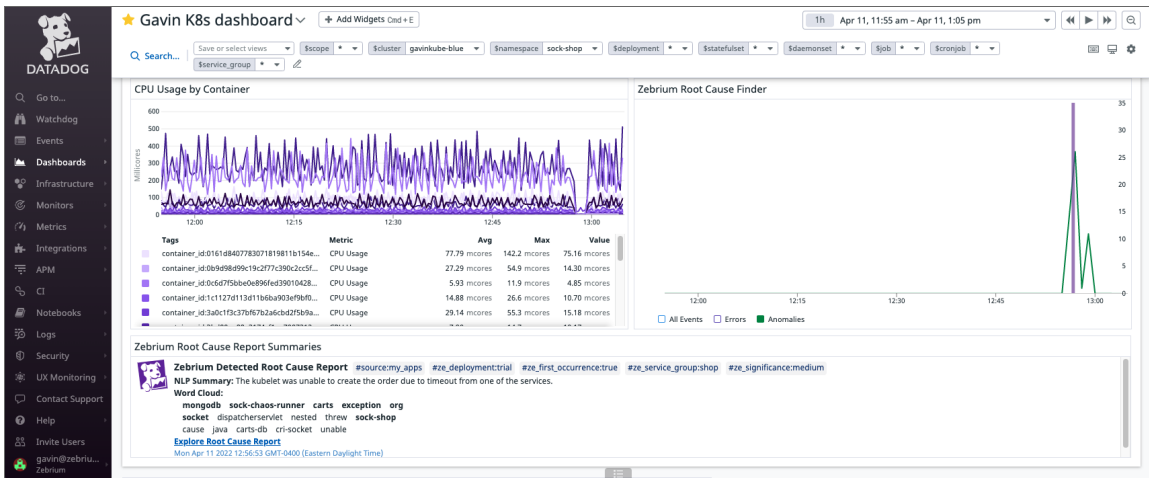 DATADOG
Go to...
Watchdog
Events
Dashboards
Infrastructure
Monitors
Metrics
Integrations
APM
CI
Notebooks
Logs
Security
UX Monitoring
Contact Support
Help
Invite Users
gavin@zebriu...
Zebrium
Gavin K8s dashboard
+ Add Widgets Cmd+E
1h Apr 11, 11:55 am – Apr 11, 1:05 pm
Search...
Save or select views $scope * $cluster gavinkube-blue $namespace sock-shop $deployment * $statefulset * $daemonset * $job * $cronjob *
$service_group *
CPU Usage by Container
Millicores
600
500
400
300
200
100
0
12:00 12:15 12:30 12:45 13:00
Tags Metric Avg Max Value
container_id:0161d8407783071819811b154e... CPU Usage 77.79 mcores 142.2 mcores 75.16 mcores
container_id:0b9d98d99c19c2f77c390c2cc5f... CPU Usage 27.29 mcores 54.9 mcores 14.30 mcores
container_id:0c6d7f5bbe0e896fed39010428... CPU Usage 5.93 mcores 11.9 mcores 4.85 mcores
container_id:1c1127d113d11b6ba903ef9bf0... CPU Usage 14.88 mcores 26.6 mcores 10.70 mcores
container_id:3a0c1f3c37bf67b2a6cbd2f5b9a... CPU Usage 29.14 mcores 55.3 mcores 15.18 mcores
Zebrium Root Cause Finder
35
30
25
20
15
10
5
0
12:00 12:15 12:30 12:45 13:00
All Events Errors Anomalies
Zebrium Root Cause Report Summaries
Zebrium Detected Root Cause Report #source:my_apps #ze_deployment:trial #ze_first_occurrence:true #ze_service_group:shop #ze_significance:medium
NLP Summary: The kubelet was unable to create the order due to timeout from one of the services.
Word Cloud:
mongodb sock-chaos-runner carts exception org
socket dispatcherservlet nested threw sock-shop
cause java carts-db cri-socket unable
Explore Root Cause Report
Mon Apr 11 2022 12:56:53 GMT-0400 (Eastern Daylight Time)